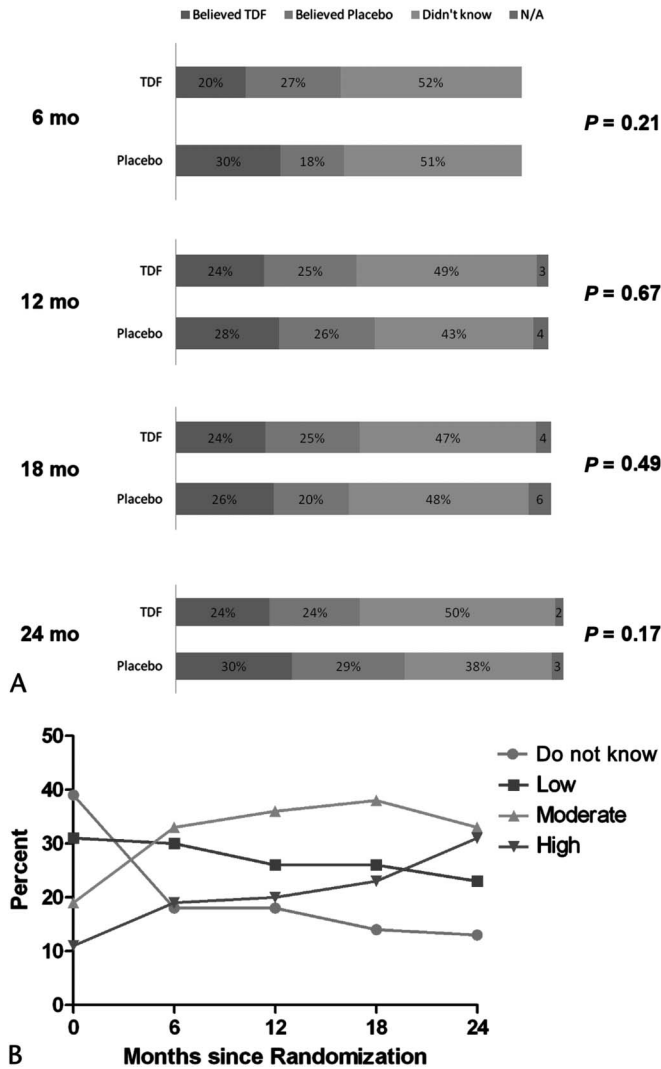 Believed TDF Believed Placebo Didn't know N/A
TDF 20% 27% 52%
6 mo P = 0.21
Placebo 30% 18% 51%
TDF 24% 25% 49% 3
12 mo P = 0.67
Placebo 28% 26% 43% 4
TDF 24% 25% 47% 4
18 mo P = 0.49
Placebo 26% 20% 48% 6
TDF 24% 24% 50% 2
24 mo P = 0.17
Placebo 30% 29% 38% 3
A
50
40
30
20
10
0
Percent
Do not know
Low
Moderate
High
0 6 12 18 24
Months since Randomization
B